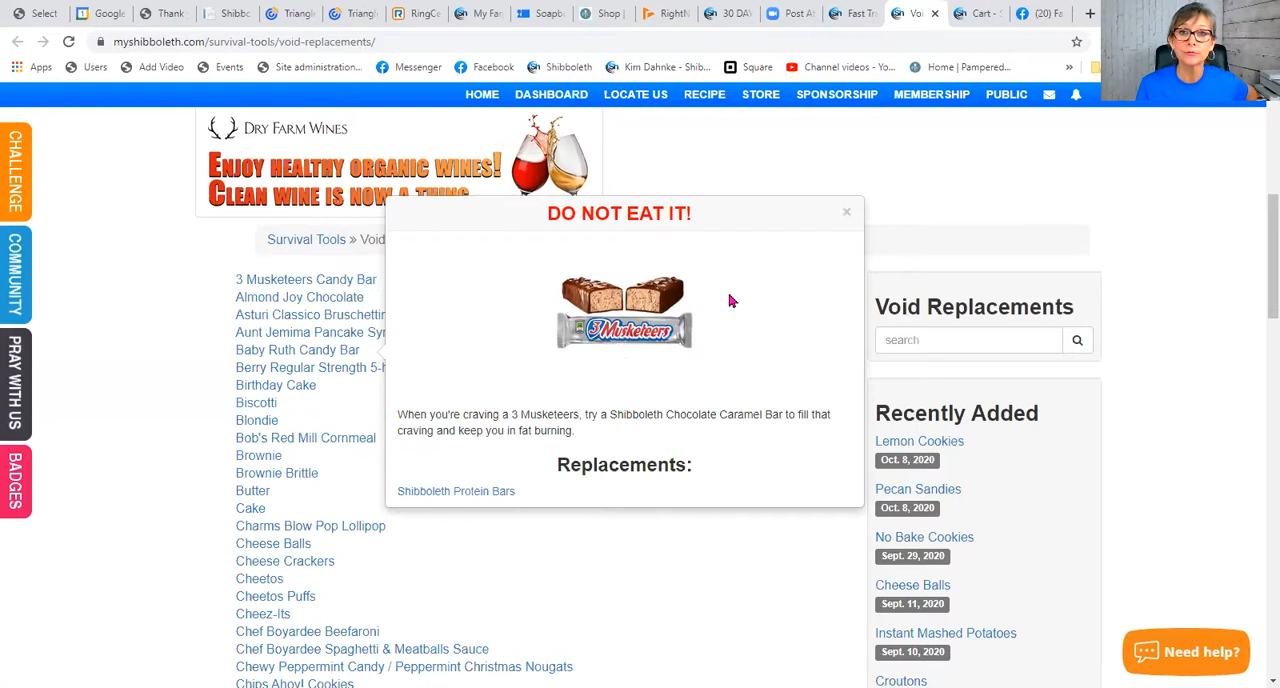 Select
Google
Thank
Shibbo
Triangle
Triangle
RingCe
My Far
Soapbo
Shop |
RightN
30 DAY
Post At
Fast Tra
Voi
Cart - S
(20) Fa
myshibboleth.com/survival-tools/void-replacements/
Apps
Users
Add Video
Events
Site administration...
Messenger
Facebook
Shibboleth
Kim Dahnke - Shib...
Square
Channel videos - Yo...
Home | Pampered...
»
HOME DASHBOARD LOCATE US RECIPE STORE SPONSORSHIP MEMBERSHIP PUBLIC
CHALLENGE
COMMUNITY
PRAY WITH US
BADGES
DRY FARM WINES
ENJOY HEALTHY ORGANIC WINES!
CLEAN WINE IS NOW A THING
Survival Tools » Void
3 Musketeers Candy Bar
Almond Joy Chocolate
Asturi Classico Bruschettin
Aunt Jemima Pancake Syr
Baby Ruth Candy Bar
Berry Regular Strength 5-h
Birthday Cake
Biscotti
Blondie
Bob's Red Mill Cornmeal
Brownie
Brownie Brittle
Butter
Cake
Charms Blow Pop Lollipop
Cheese Balls
Cheese Crackers
Cheetos
Cheetos Puffs
Cheez-Its
Chef Boyardee Beefaroni
Chef Boyardee Spaghetti & Meatballs Sauce
Chewy Peppermint Candy / Peppermint Christmas Nougats
Chips Ahoy! Cookies
DO NOT EAT IT!
×
3 Musketeers
When you're craving a 3 Musketeers, try a Shibboleth Chocolate Caramel Bar to fill that
craving and keep you in fat burning.
Replacements:
Shibboleth Protein Bars
Void Replacements
search
Recently Added
Lemon Cookies
Oct. 8, 2020
Pecan Sandies
Oct. 8, 2020
No Bake Cookies
Sept. 29, 2020
Cheese Balls
Sept. 11, 2020
Instant Mashed Potatoes
Sept. 10, 2020
Croutons
Need help?